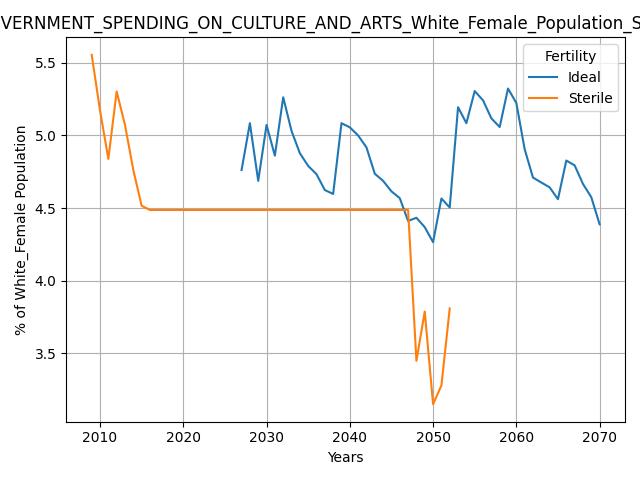 VERNMENT_SPENDING_ON_CULTURE_AND_ARTS_White_Female_Population_S
Fertility
Ideal
Sterile
5.5
5.0
4.5
4.0
3.5
% of White_Female Population
2010 2020 2030 2040 2050 2060 2070
Years